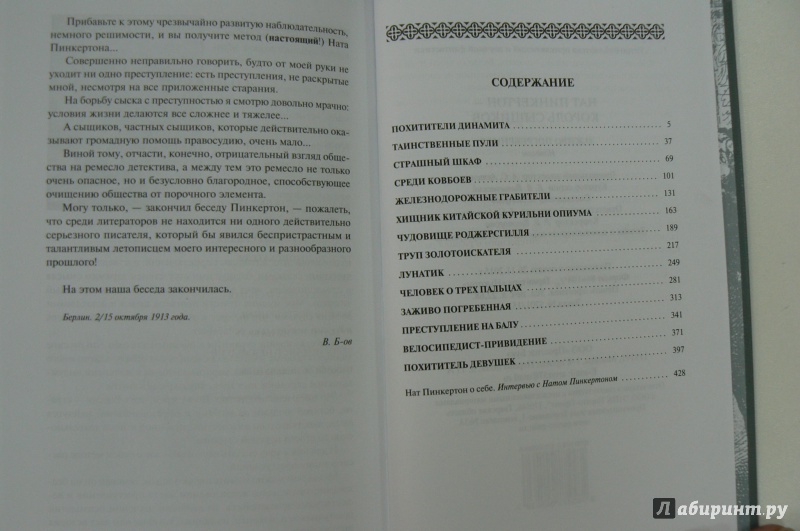 Прибавьте к этому чрезвычайно развитую наблюдательность,
немного решимости, и вы получите метод (настоящий!) Ната
Пинкертона...
Совершенно неправильно говорить, будто от моей руки не
уходит ни одно преступление: есть преступления, не раскрытые
мной, несмотря на все приложенные старания.
На борьбу сыска с преступностью я смотрю довольно мрачно:
условия жизни делаются все сложнее и тяжелее...
А сыщиков, частных сыщиков, которые действительно ока-
зывают громадную помощь правосудию, очень мало...
Виной тому, отчасти, конечно, отрицательный взгляд обще-
ства на ремесло детектива, а между тем это ремесло не только
очень опасное, но и безусловно благородное, способствующее
очищению общества от порочного элемента.
Могу только, — закончил беседу Пинкертон, — пожалеть,
что среди литераторов не находится ни одного действительно
серьезного писателя, который бы явился беспристрастным и
талантливым летописцем моего интересного и разнообразного
прошлого!
На этом наша беседа закончилась.
Берлин. 2/15 октября 1913 года.
В. Б-ов
СОДЕРЖАНИЕ
ПОХИТИТЕЛИ ДИНАМИТА 5
ТАИНСТВЕННЫЕ ПУЛИ 37
СТРАШНЫЙ ШКАФ 69
СРЕДИ КОВБОЕВ 101
ЖЕЛЕЗНОДОРОЖНЫЕ ГРАБИТЕЛИ 131
ХИЩНИК КИТАЙСКОЙ КУРИЛЬНИ ОПИУМА 163
ЧУДОВИЩЕ РОДЖЕРСГИЛЛЯ 189
ТРУП ЗОЛОТОИСКАТЕЛЯ 217
ЛУНАТИК 249
ЧЕЛОВЕК О ТРЕХ ПАЛЬЦАХ 281
ЗАЖИВО ПОГРЕБЕННАЯ 313
ПРЕСТУПЛЕНИЕ НА БАЛУ 341
ВЕЛОСИПЕДИСТ-ПРИВИДЕНИЕ 371
ПОХИТИТЕЛЬ ДЕВУШЕК 397
Нат Пинкертон о себе. Интервью с Натом Пинкертоном 428
Лабиринт.ру